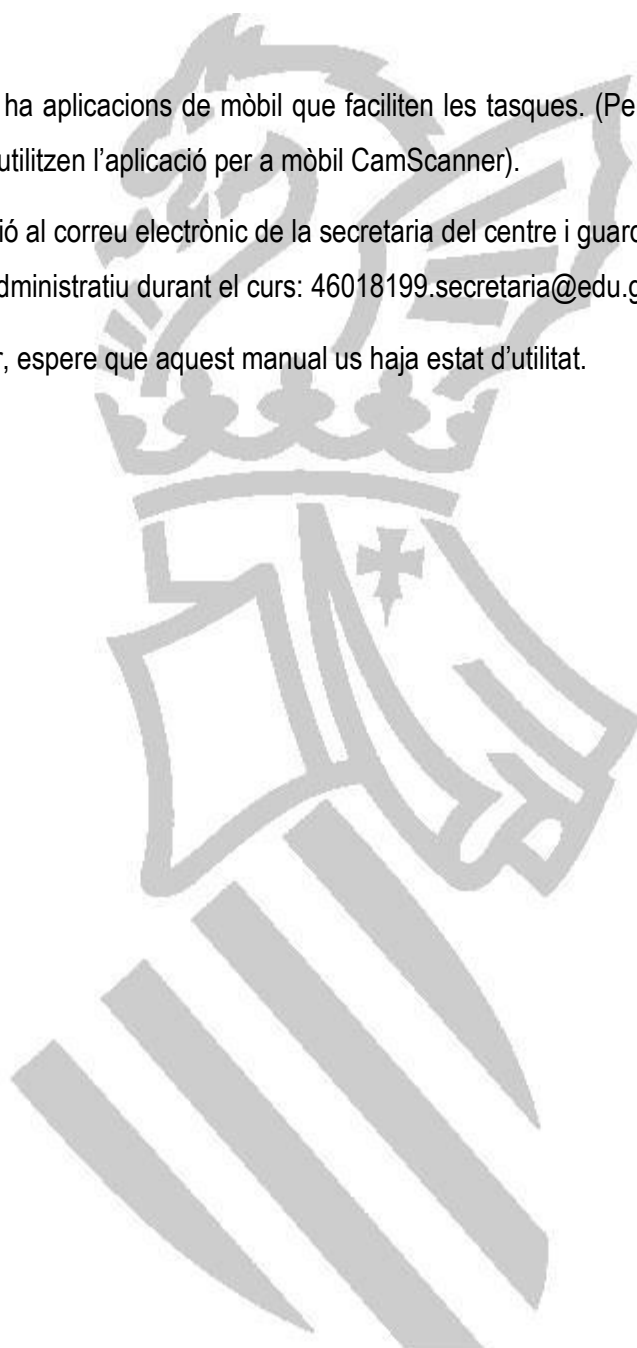 ha aplicacions de mòbil que faciliten les tasques. (Pe
utilitzen l’aplicació per a mòbil CamScanner).
ió al correu electrònic de la secretaria del centre i guard
dministratiu durant el curs: 46018199.secretaria@edu.g
r, espere que aquest manual us haja estat d’utilitat.